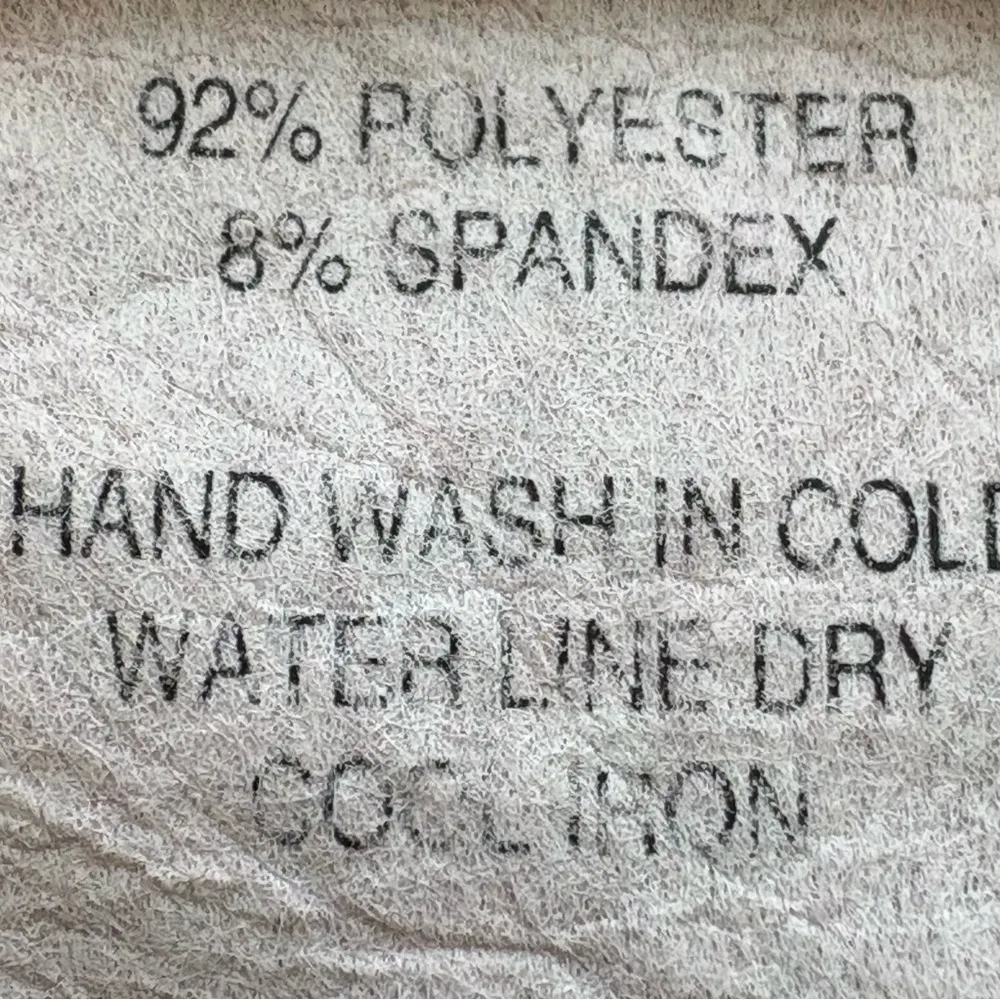 92% POLYESTER
8% SPANDEX
HAND WASH IN COLD
WATER LINE DRY
COOL IRON